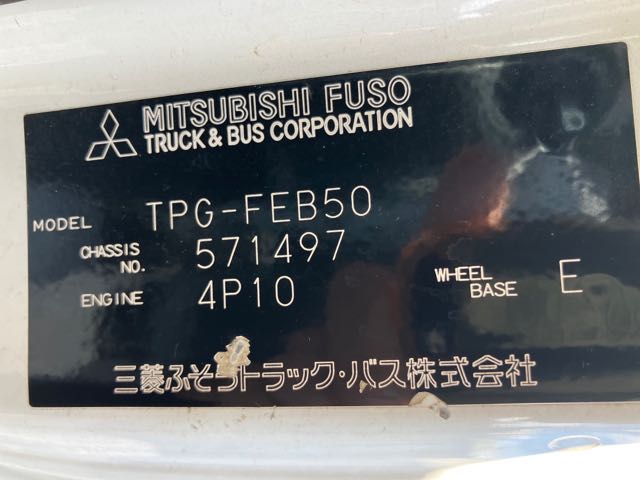 MITSUBISHI FUSO
TRUCK & BUS CORPORATION
MODEL TPG-FEB50
CHASSIS NO. 571497
ENGINE 4P10
WHEEL BASE E
三菱ふそうトラック・バス株式会社